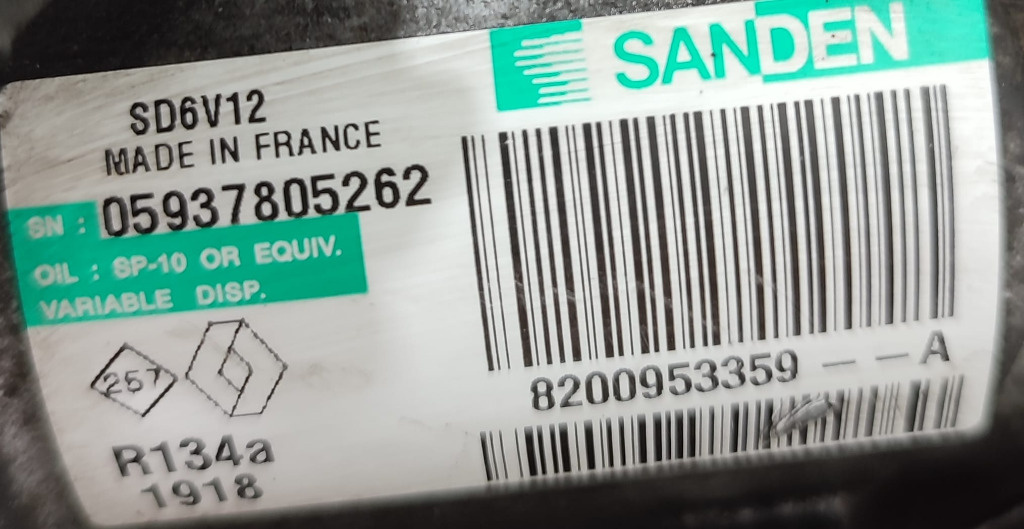 SANDEN
SD6V12
MADE IN FRANCE
SN : 05937805262
OIL : SP-10 OR EQUIV.
VARIABLE DISP.
257
R134a
1918
8200953359 – – A